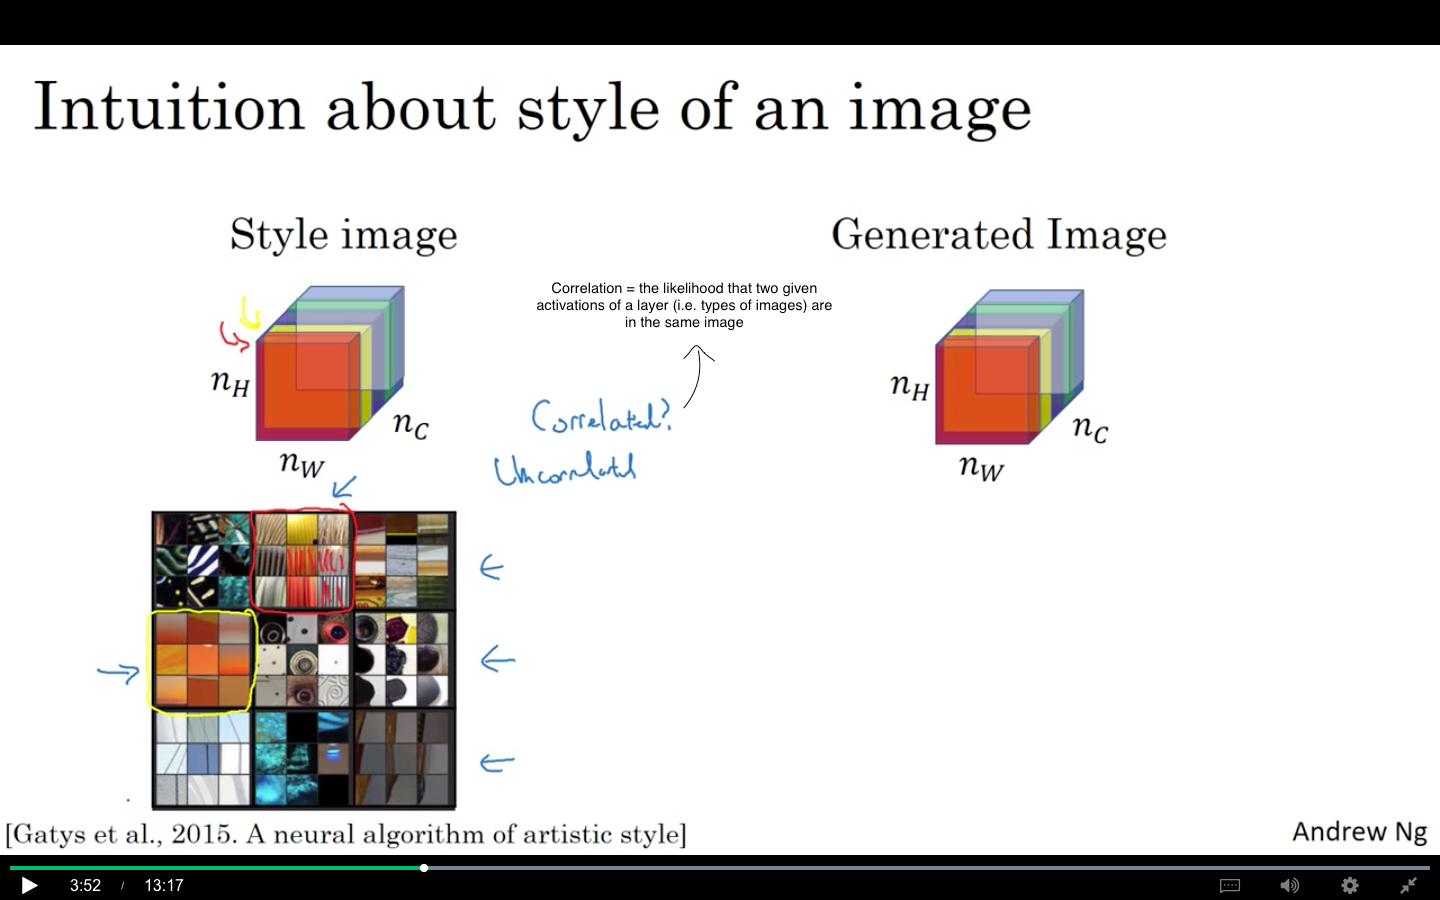 Intuition about style of an image
Style image
Generated Image
Correlation = the likelihood that two given
activations of a layer (i.e. types of images) are
in the same image
n_H
n_C
n_W
Correlated?
Uncorrelated
n_H
n_C
n_W
[Gatys et al., 2015. A neural algorithm of artistic style]
Andrew Ng
3:52 / 13:17